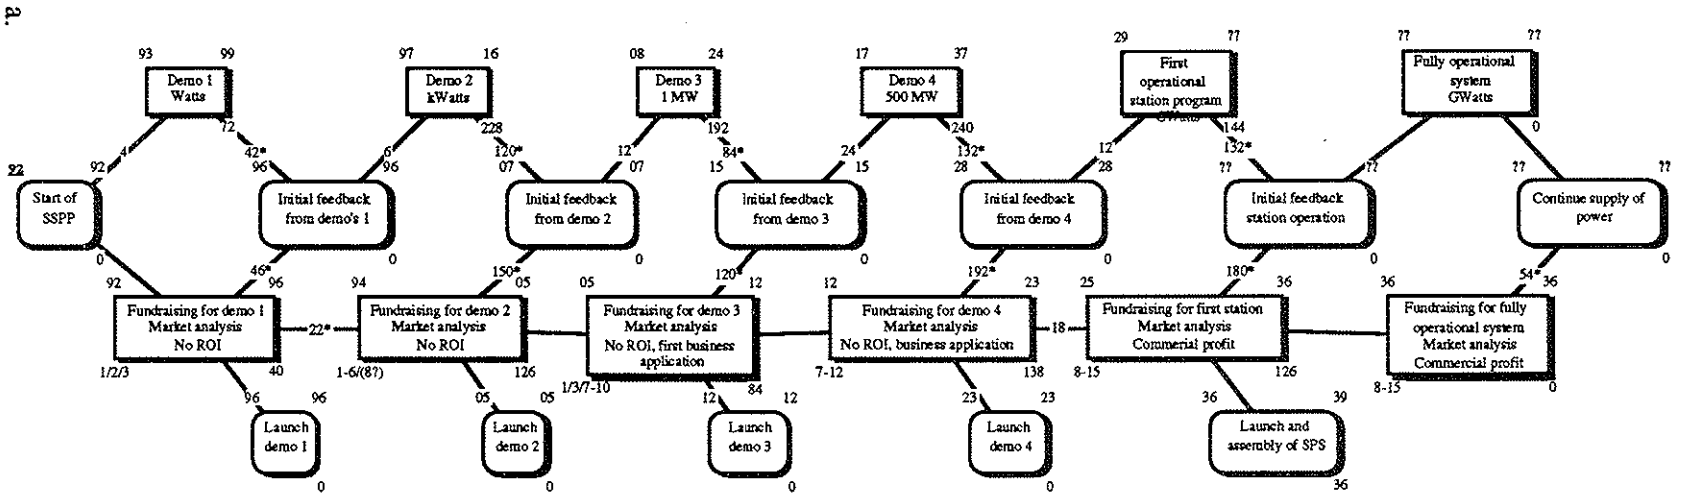 a.
93 99
Demo 1
Watts
72
97 16
Demo 2
kWatts
228
08 24
Demo 3
1 MW
192
17 37
Demo 4
500 MW
240
29 ??
First
operational
station program
GWatts
144
?? ??
Fully operational
system
GWatts
0
4
42*
6
120*
12
84*
24
132*
12
132*
92 92
Start of
SSPP
0
96 96
Initial feedback
from demo's 1
0
07 07
Initial feedback
from demo 2
0
15 15
Initial feedback
from demo 3
0
28 28
Initial feedback
from demo 4
0
?? ??
Initial feedback
station operation
0
?? ??
Continue supply of
power
0
46*
150*
120*
192*
180*
54*
92 96
Fundraising for demo 1
Market analysis
No ROI
1/2/3 40
22*
94 05
Fundraising for demo 2
Market analysis
No ROI
1-6/(8?) 126
05 12
Fundraising for demo 3
Market analysis
No ROI, first business
application
1/3/7-10 84
12 23
Fundraising for demo 4
Market analysis
No ROI, business application
7-12 138
18
25 36
Fundraising for first station
Market analysis
Commerial profit
8-15 126
36 36
Fundraising for fully
operational system
Market analysis
Commercial profit
8-15 0
96 96
Launch
demo 1
0
05 05
Launch
demo 2
0
12 12
Launch
demo 3
0
23 23
Launch
demo 4
0
36 39
Launch and
assembly of SPS
36